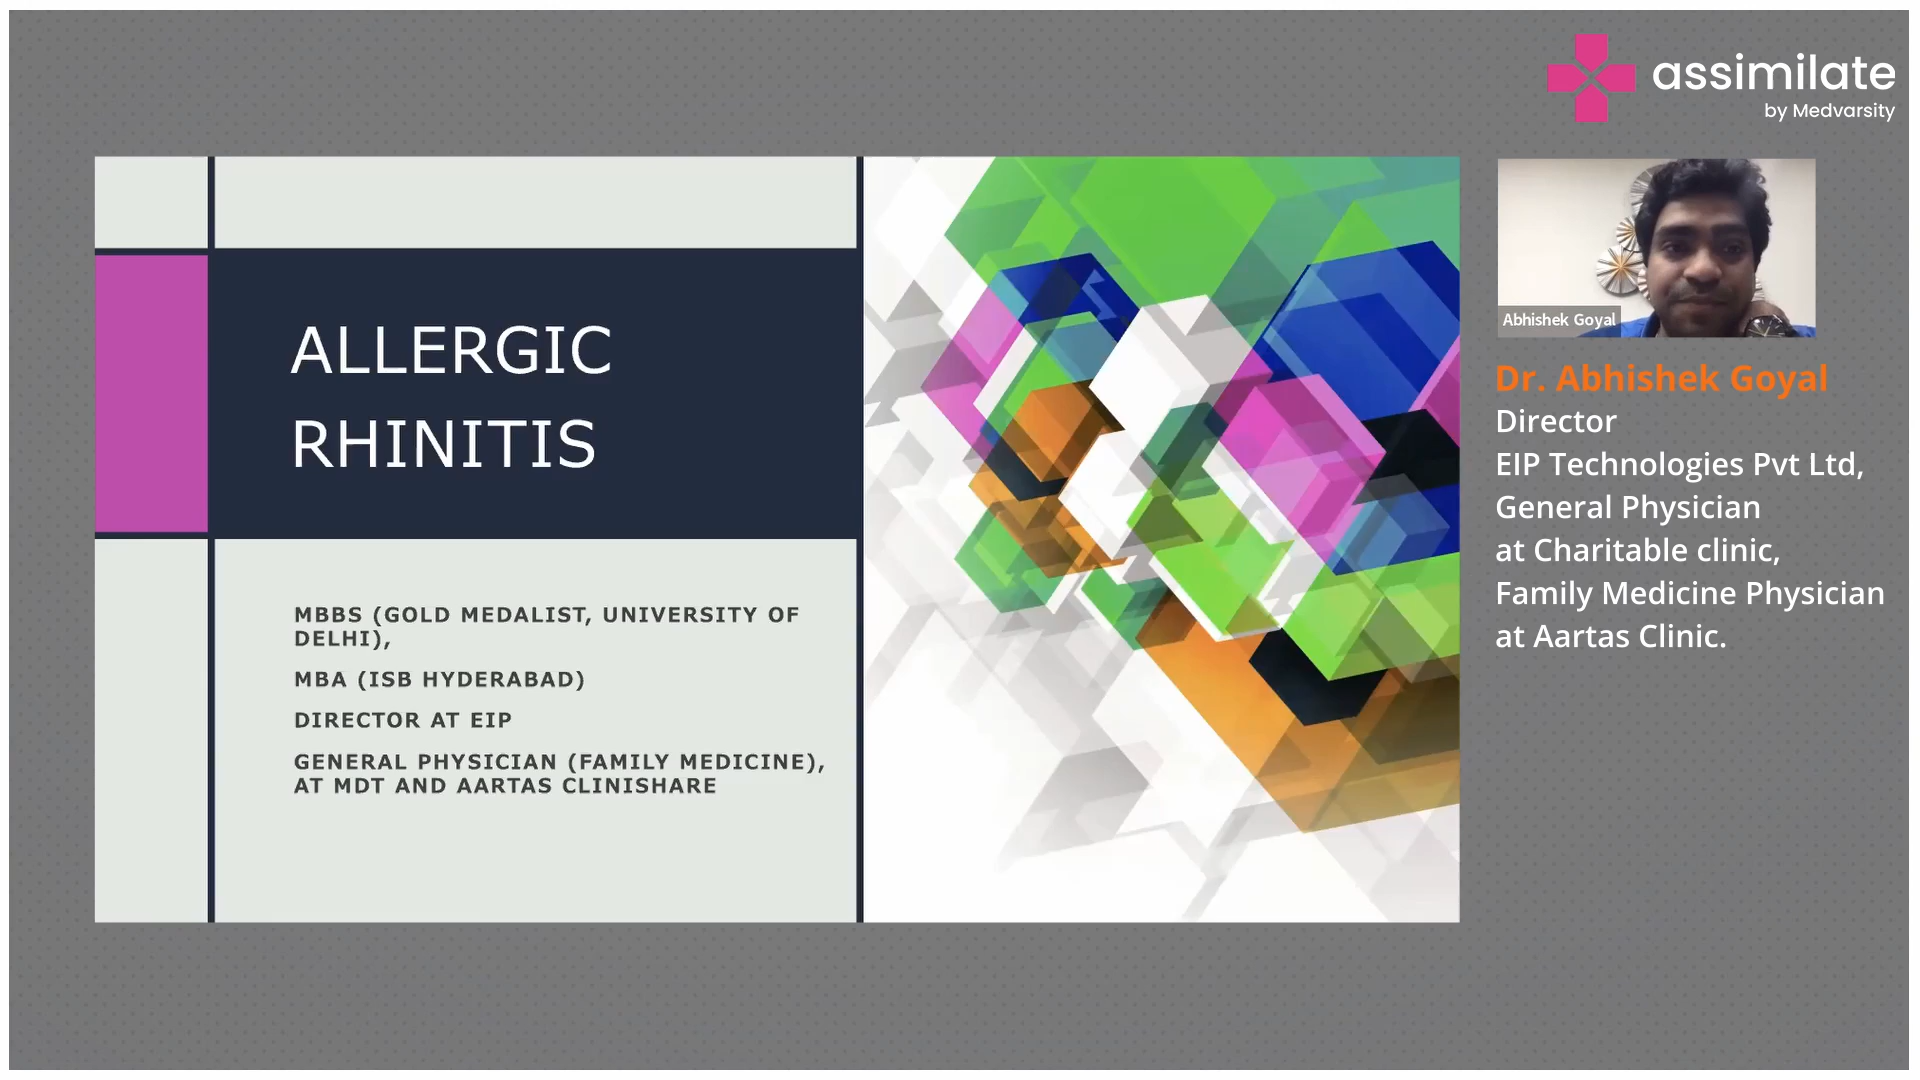 assimilate
by Medvarsity
ALLERGIC
RHINITIS
MBBS (GOLD MEDALIST, UNIVERSITY OF
DELHI),
MBA (ISB HYDERABAD)
DIRECTOR AT EIP
GENERAL PHYSICIAN (FAMILY MEDICINE),
AT MDT AND AARTAS CLINISHARE
Abhishek Goyal
Dr. Abhishek Goyal
Director
EIP Technologies Pvt Ltd,
General Physician
at Charitable clinic,
Family Medicine Physician
at Aartas Clinic.